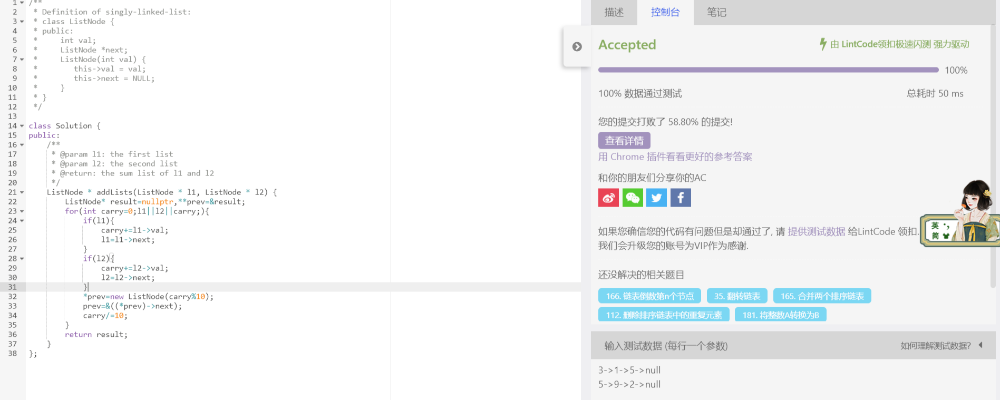 1 /**
2  * Definition of singly-linked-list:
3  * class ListNode {
4  * public:
5  *     int val;
6  *     ListNode *next;
7  *     ListNode(int val) {
8  *        this->val = val;
9  *        this->next = NULL;
10  *     }
11  * }
12  */
13
14 class Solution {
15 public:
16     /**
17      * @param l1: the first list
18      * @param l2: the second list
19      * @return: the sum list of l1 and l2
20      */
21     ListNode * addLists(ListNode * l1, ListNode * l2) {
22         ListNode* result=nullptr,**prev=&result;
23         for(int carry=0;l1||l2||carry;){
24             if(l1){
25                 carry+=l1->val;
26                 l1=l1->next;
27             }
28             if(l2){
29                 carry+=l2->val;
30                 l2=l2->next;
31             }
32             *prev=new ListNode(carry%10);
33             prev=&((*prev)->next);
34             carry/=10;
35         }
36         return result;
37     }
38 };
描述 控制台 笔记
Accepted 由 LintCode领扣极速闪测 强力驱动
100%
100% 数据通过测试 总耗时 50 ms
您的提交打败了 58.80% 的提交!
查看详情
用 Chrome 插件看看更好的参考答案
和你的朋友们分享你的AC
如果您确信您的代码有问题但是却通过了, 请 提供测试数据 给LintCode 领扣.
我们会升级您的账号为VIP作为感谢.
英 ,
简
还没解决的相关题目
166. 链表倒数第n个节点 35. 翻转链表 165. 合并两个排序链表
112. 删除排序链表中的重复元素 181. 将整数A转换为B
输入测试数据 (每行一个参数) 如何理解测试数据?
3->1->5->null
5->9->2->null